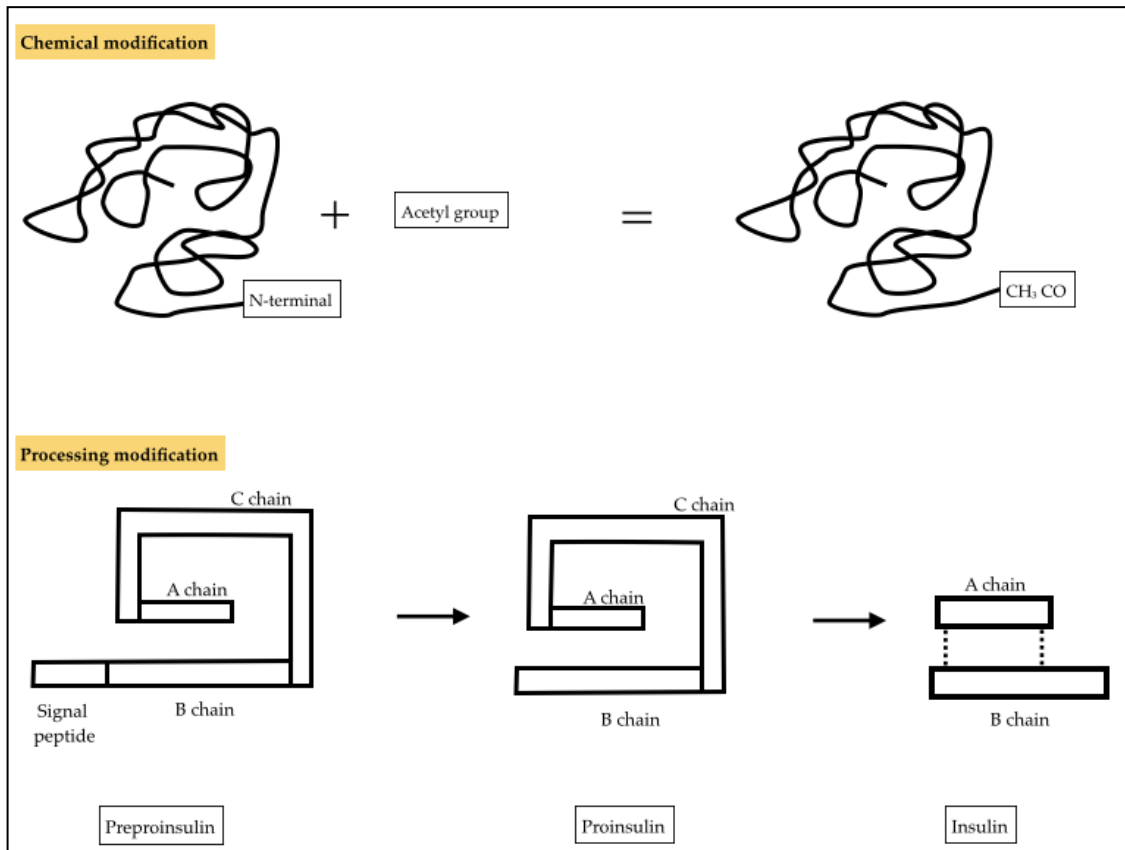 Chemical modification
+
Acetyl group
=
N-terminal
CH₃ CO
Processing modification
C chain
A chain
B chain
Signal
peptide
C chain
A chain
B chain
A chain
B chain
Preproinsulin
Proinsulin
Insulin